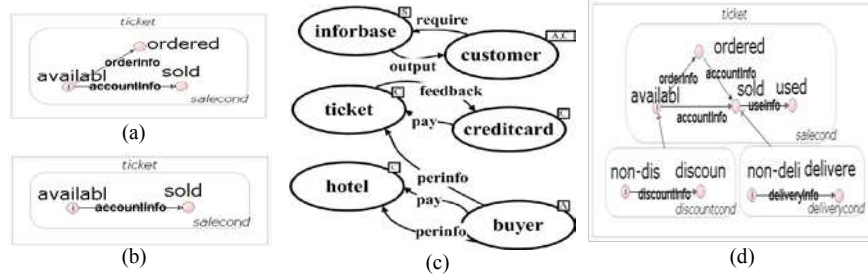 ticket
ordered
orderinfo
availabl
sold
accountinfo
salecond
(a)
ticket
availabl
sold
accountinfo
salecond
(b)
S
inforbase
require
A,C
customer
output
C
ticket
feedback
C
creditcard
pay
C
hotel
perinfo
pay
A
buyer
perinfo
(c)
ticket
ordered
orderinfo
accountinfo
availabl
sold
used
accountinfo
useinfo
salecond
non-dis
discoun
discountinfo
discountcond
non-deli
delivere
deliveryinfo
deliverycond
(d)